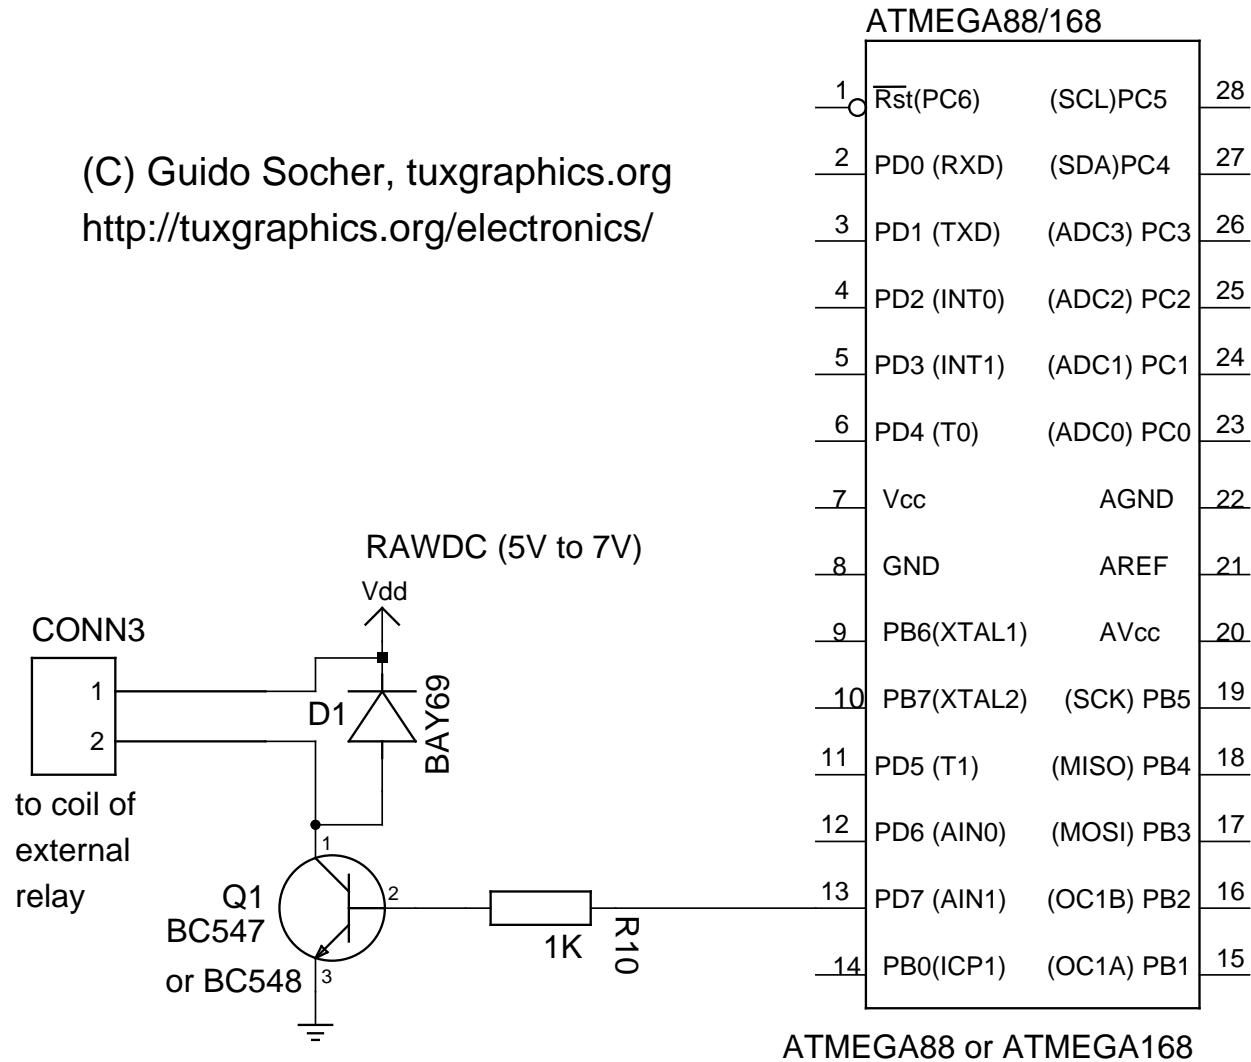 ATMEGA88/168
(C) Guido Socher, tuxgraphics.org
http://tuxgraphics.org/electronics/
1 Rst(PC6) (SCL)PC5 28
2 PD0 (RXD) (SDA)PC4 27
3 PD1 (TXD) (ADC3) PC3 26
4 PD2 (INT0) (ADC2) PC2 25
5 PD3 (INT1) (ADC1) PC1 24
6 PD4 (T0) (ADC0) PC0 23
7 Vcc AGND 22
8 GND AREF 21
9 PB6(XTAL1) AVcc 20
10 PB7(XTAL2) (SCK) PB5 19
11 PD5 (T1) (MISO) PB4 18
12 PD6 (AIN0) (MOSI) PB3 17
13 PD7 (AIN1) (OC1B) PB2 16
14 PB0(ICP1) (OC1A) PB1 15
ATMEGA88 or ATMEGA168
RAWDC (5V to 7V)
Vdd
CONN3
1
2
D1
BAY69
to coil of
external
relay
1
2
3
Q1
BC547
or BC548
1K
R10